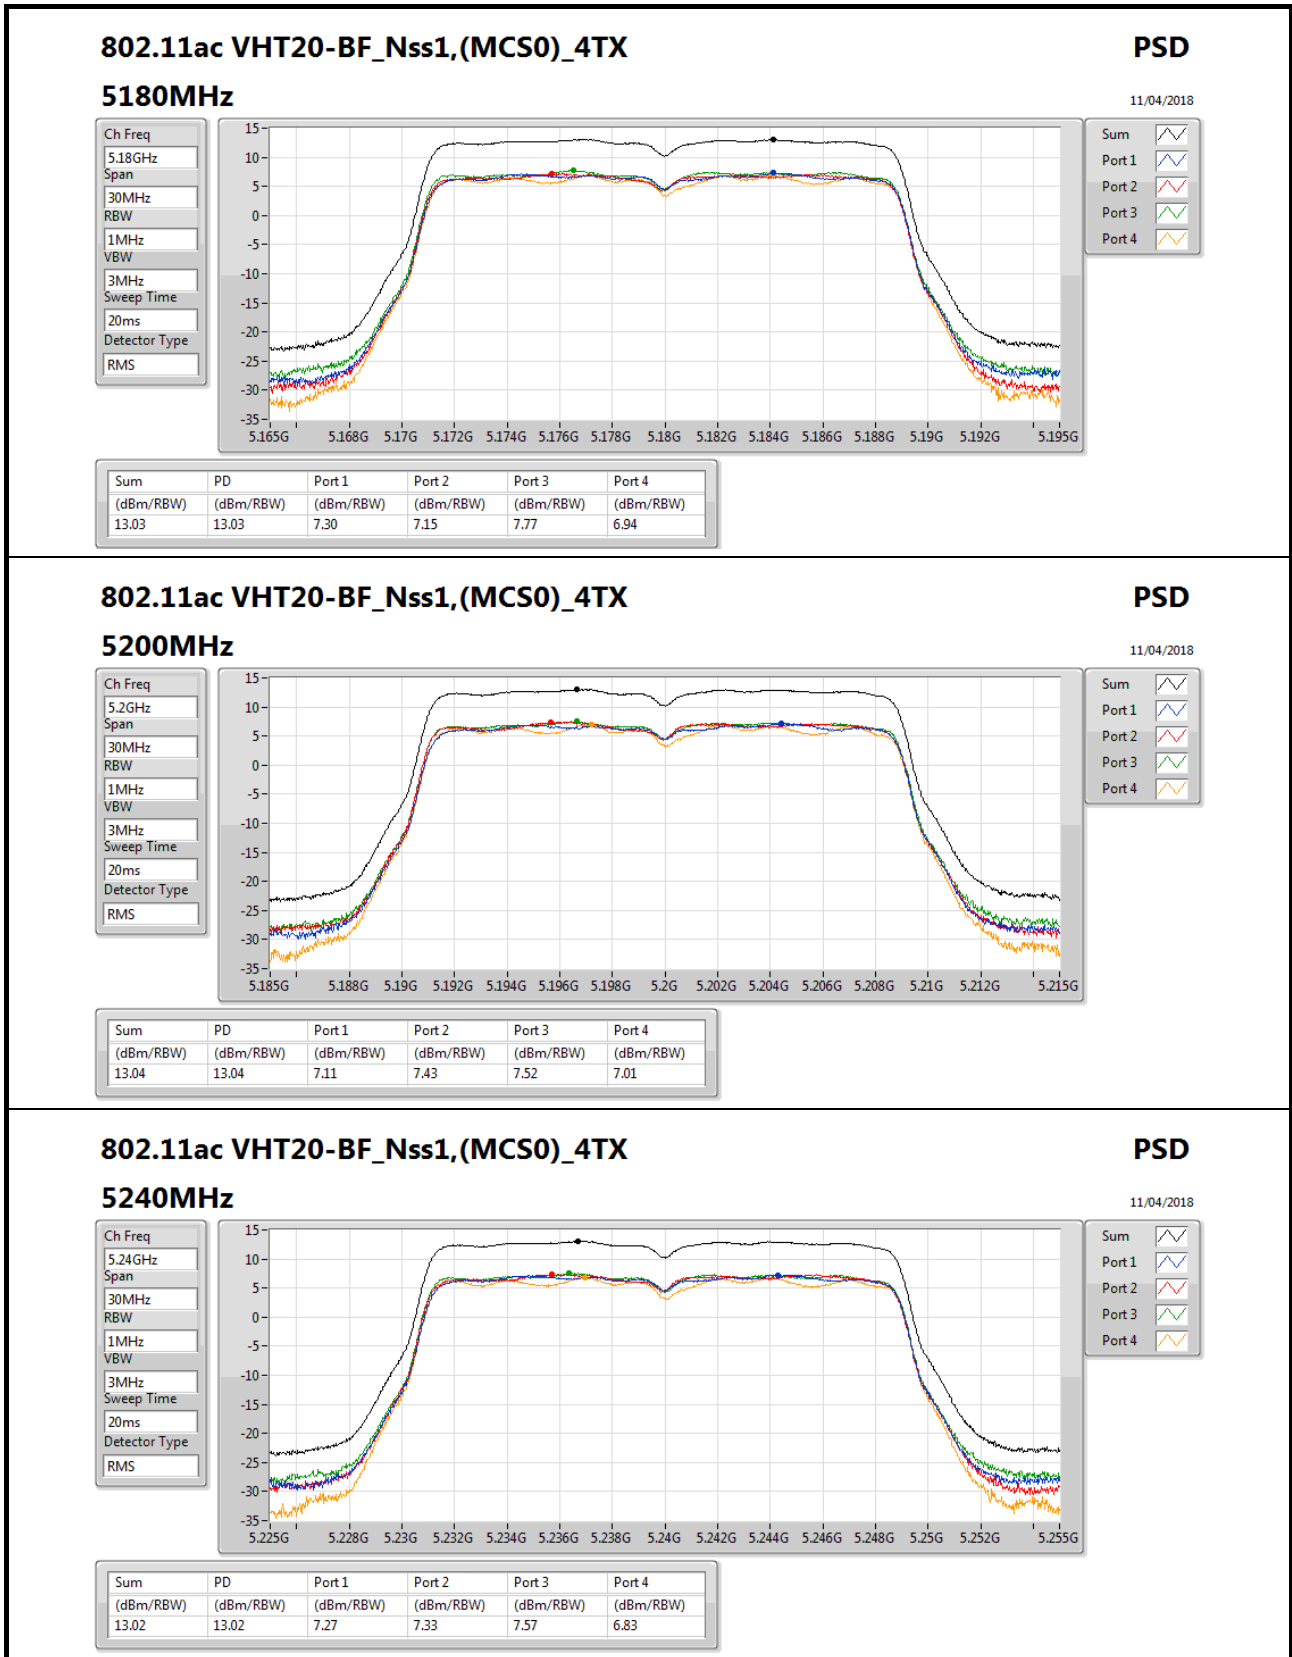 802.11ac VHT20-BF_Nss1,(MCS0)_4TX PSD
5180MHz 11/04/2018
Ch Freq
5.18GHz
Span
30MHz
RBW
1MHz
VBW
3MHz
Sweep Time
20ms
Detector Type
RMS
15
10
5
0
-5
-10
-15
-20
-25
-30
-35
5.165G 5.168G 5.17G 5.172G 5.174G 5.176G 5.178G 5.18G 5.182G 5.184G 5.186G 5.188G 5.19G 5.192G 5.195G
Sum
Port 1
Port 2
Port 3
Port 4
Sum PD Port 1 Port 2 Port 3 Port 4
(dBm/RBW) (dBm/RBW) (dBm/RBW) (dBm/RBW) (dBm/RBW) (dBm/RBW)
13.03 13.03 7.30 7.15 7.77 6.94
802.11ac VHT20-BF_Nss1,(MCS0)_4TX PSD
5200MHz 11/04/2018
Ch Freq
5.2GHz
Span
30MHz
RBW
1MHz
VBW
3MHz
Sweep Time
20ms
Detector Type
RMS
15
10
5
0
-5
-10
-15
-20
-25
-30
-35
5.185G 5.188G 5.19G 5.192G 5.194G 5.196G 5.198G 5.2G 5.202G 5.204G 5.206G 5.208G 5.21G 5.212G 5.215G
Sum
Port 1
Port 2
Port 3
Port 4
Sum PD Port 1 Port 2 Port 3 Port 4
(dBm/RBW) (dBm/RBW) (dBm/RBW) (dBm/RBW) (dBm/RBW) (dBm/RBW)
13.04 13.04 7.11 7.43 7.52 7.01
802.11ac VHT20-BF_Nss1,(MCS0)_4TX PSD
5240MHz 11/04/2018
Ch Freq
5.24GHz
Span
30MHz
RBW
1MHz
VBW
3MHz
Sweep Time
20ms
Detector Type
RMS
15
10
5
0
-5
-10
-15
-20
-25
-30
-35
5.225G 5.228G 5.23G 5.232G 5.234G 5.236G 5.238G 5.24G 5.242G 5.244G 5.246G 5.248G 5.25G 5.252G 5.255G
Sum
Port 1
Port 2
Port 3
Port 4
Sum PD Port 1 Port 2 Port 3 Port 4
(dBm/RBW) (dBm/RBW) (dBm/RBW) (dBm/RBW) (dBm/RBW) (dBm/RBW)
13.02 13.02 7.27 7.33 7.57 6.83